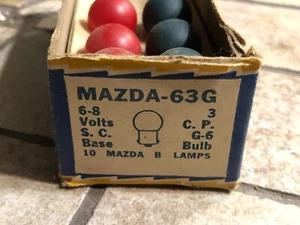 MAZDA-63G
6-8 3
Volts C. P.
S. C. G-6
Base Bulb
10 MAZDA B LAMPS